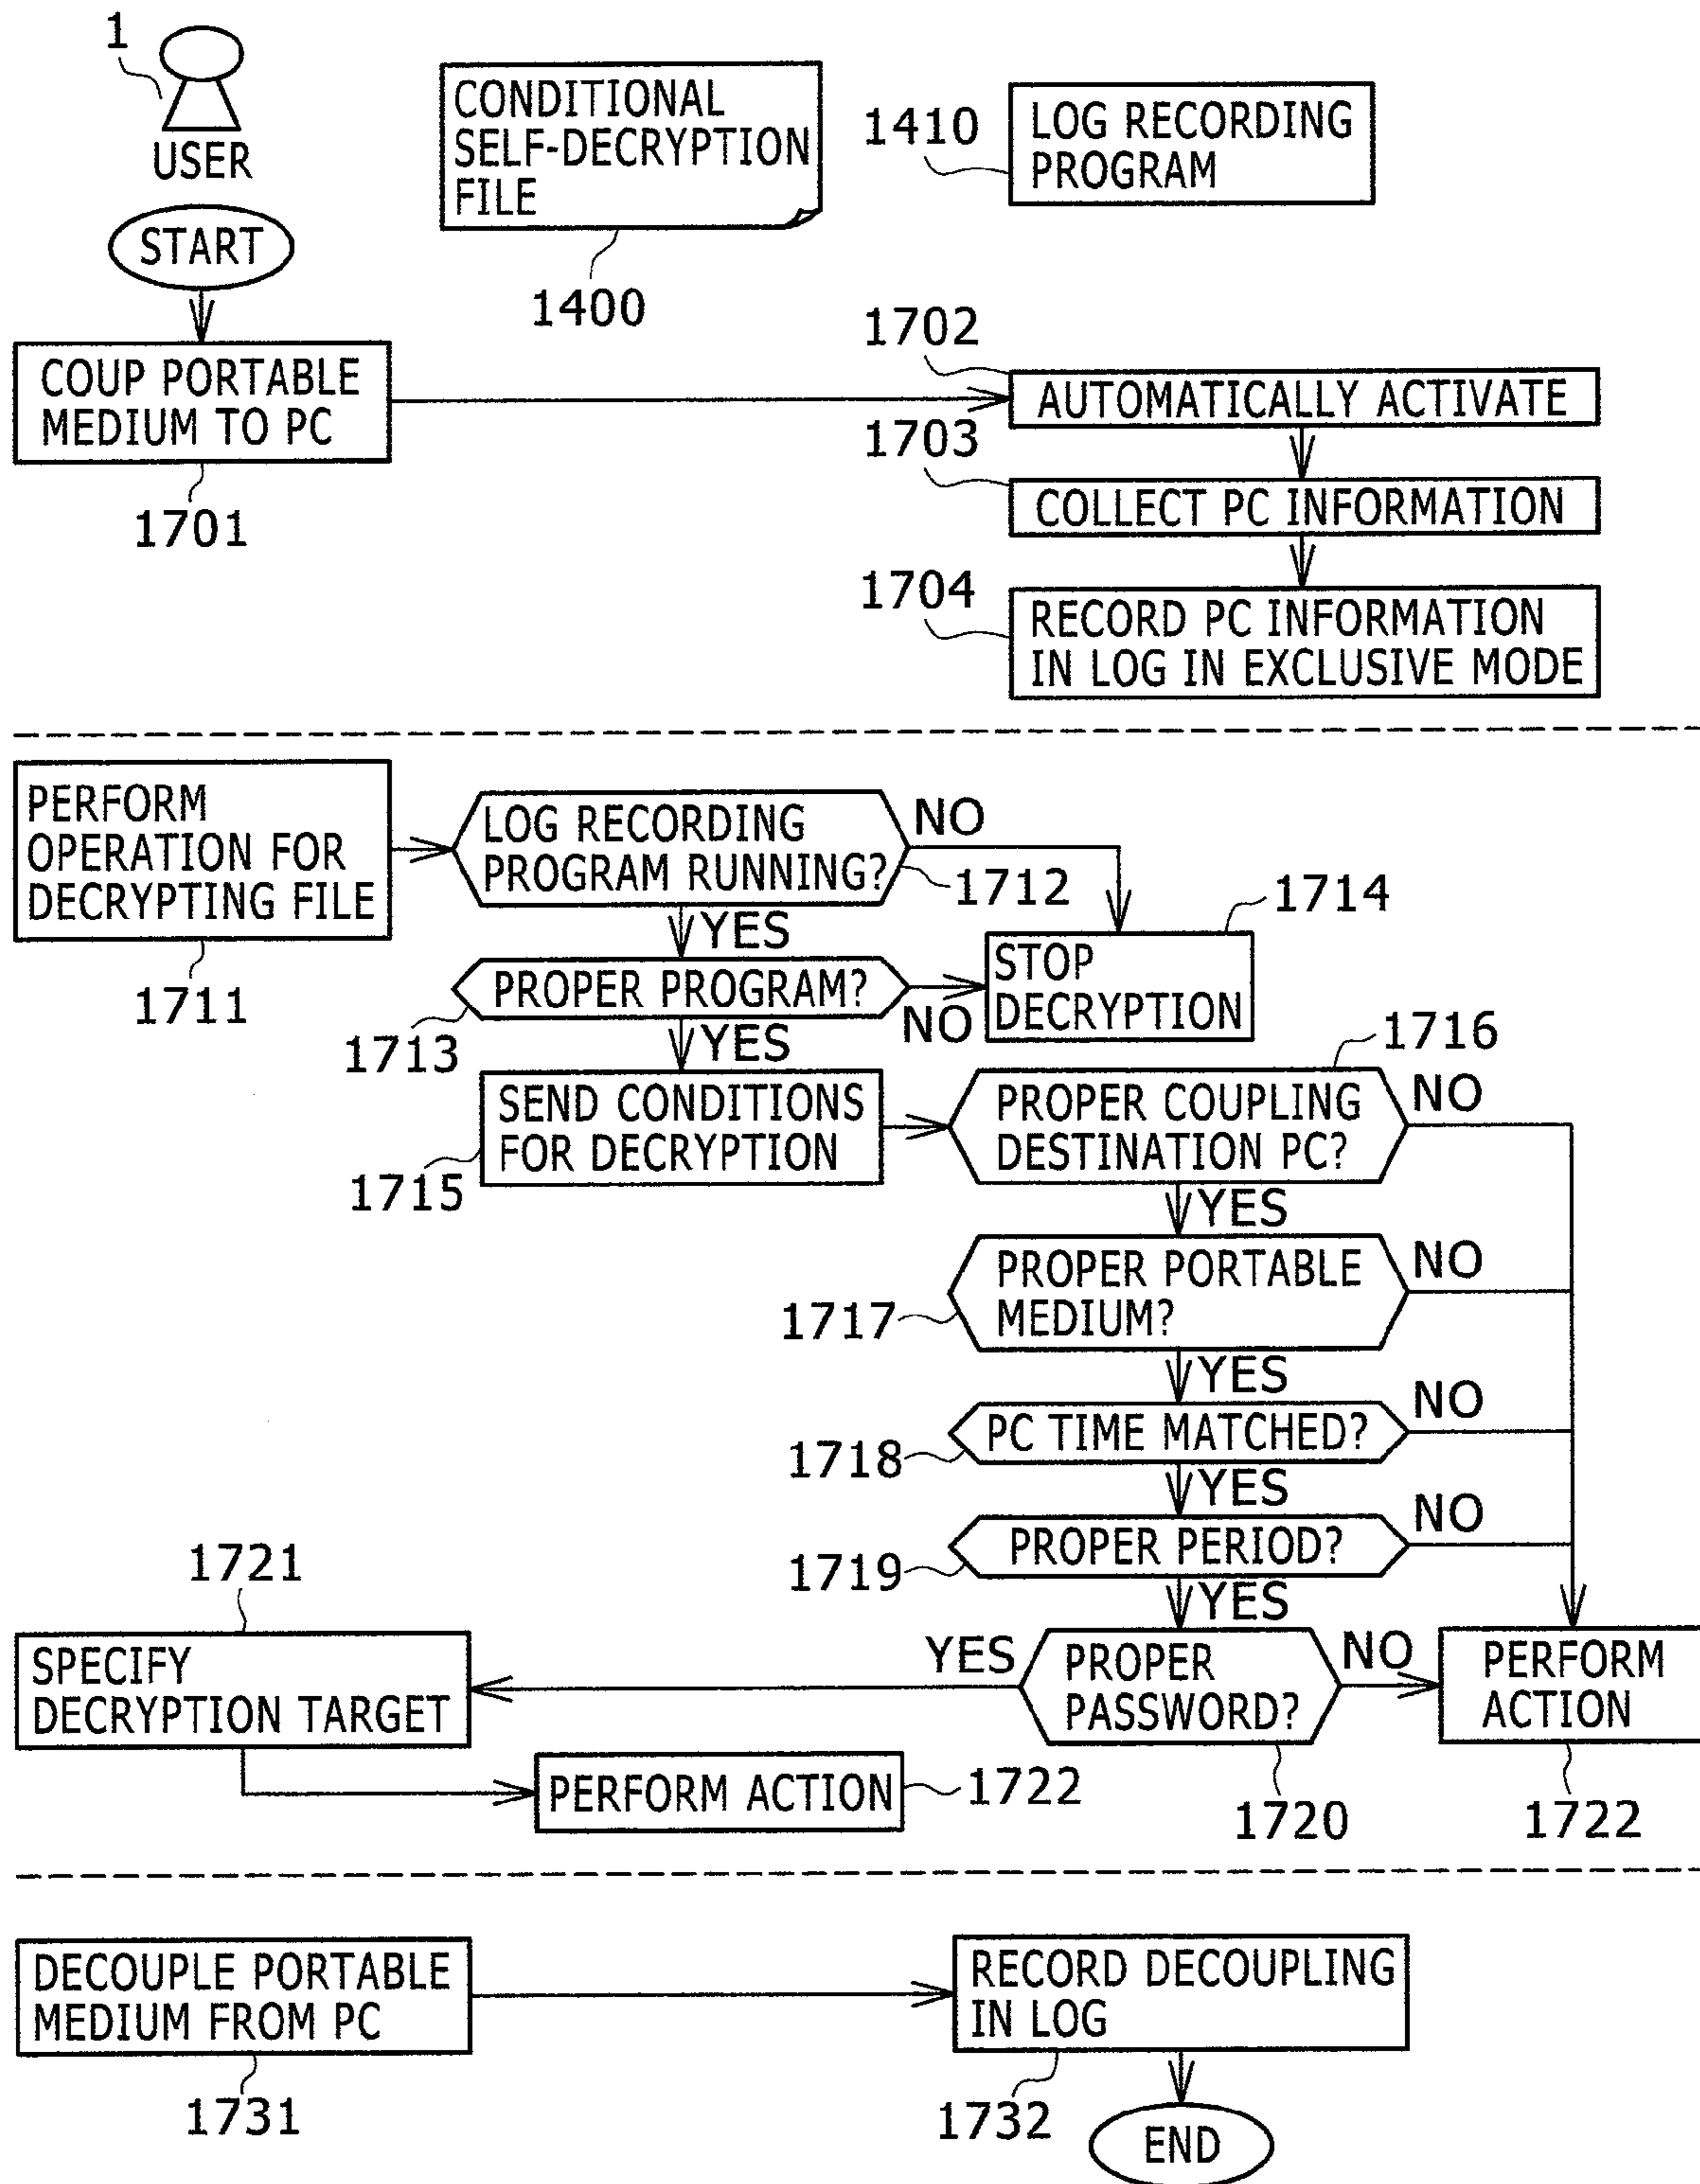 1
USER
CONDITIONAL
SELF-DECRYPTION
FILE
1400
1410
LOG RECORDING
PROGRAM
START
COUP PORTABLE
MEDIUM TO PC
1701
1702
AUTOMATICALLY ACTIVATE
1703
COLLECT PC INFORMATION
1704
RECORD PC INFORMATION
IN LOG IN EXCLUSIVE MODE
PERFORM
OPERATION FOR
DECRYPTING FILE
1711
LOG RECORDING
PROGRAM RUNNING?
NO
1712
YES
1714
STOP
DECRYPTION
PROPER PROGRAM?
NO
1713
YES
SEND CONDITIONS
FOR DECRYPTION
1715
1716
PROPER COUPLING
DESTINATION PC?
NO
YES
PROPER PORTABLE
MEDIUM?
NO
1717
YES
PC TIME MATCHED?
NO
1718
YES
PROPER PERIOD?
NO
1719
YES
PROPER
PASSWORD?
YES
NO
1720
PERFORM
ACTION
1722
1721
SPECIFY
DECRYPTION TARGET
PERFORM ACTION
1722
DECOUPLE PORTABLE
MEDIUM FROM PC
1731
RECORD DECOUPLING
IN LOG
1732
END